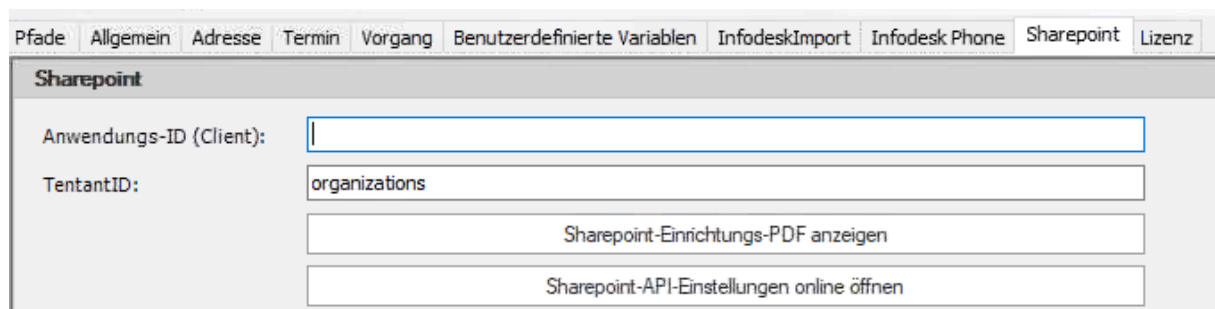 Pfade Allgemein Adresse Termin Vorgang Benutzerdefinierte Variablen InfodeskImport Infodesk Phone Sharepoint Lizenz
Sharepoint
Anwendungs-ID (Client):
TentantID: organizations
Sharepoint-Einrichtungs-PDF anzeigen
Sharepoint-API-Einstellungen online öffnen